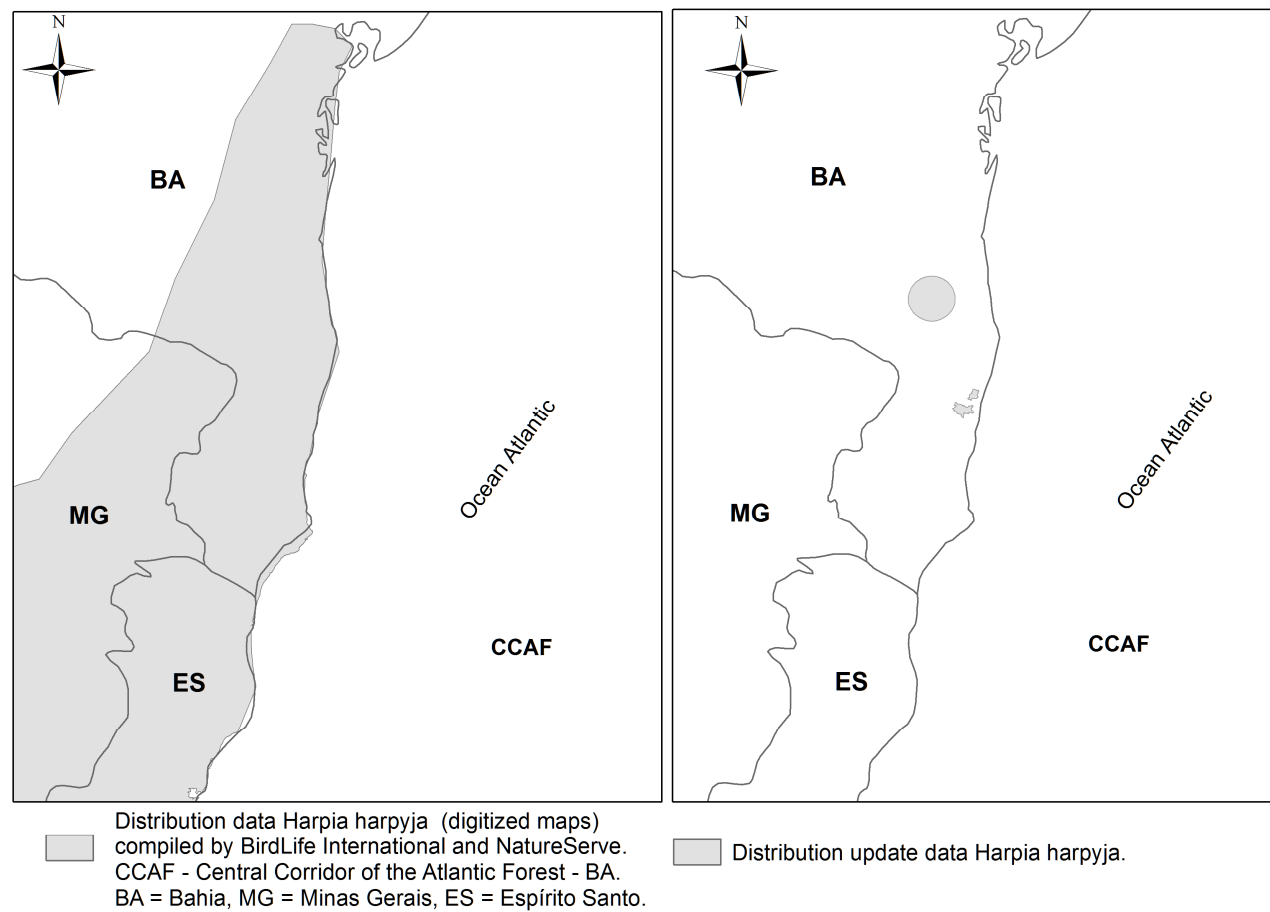 N
BA
Ocean Atlantic
MG
CCAF
ES
N
BA
Ocean Atlantic
MG
CCAF
ES
Distribution data Harpia harpyja (digitized maps)
compiled by BirdLife International and NatureServe.
CCAF - Central Corridor of the Atlantic Forest - BA.
BA = Bahia, MG = Minas Gerais, ES = Espírito Santo.
Distribution update data Harpia harpyja.